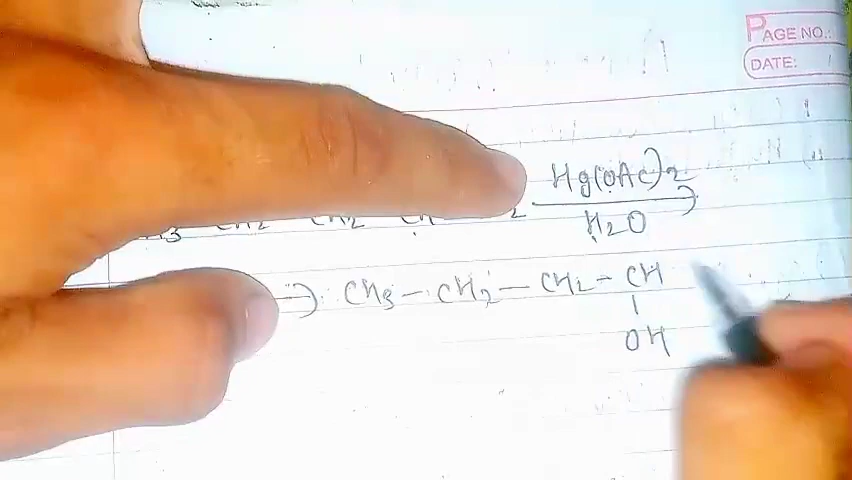 PAGE NO.:
DATE:
Hg(OAc)2
H2O
→ CH3 — CH2 — CH2 — CH
|
OH